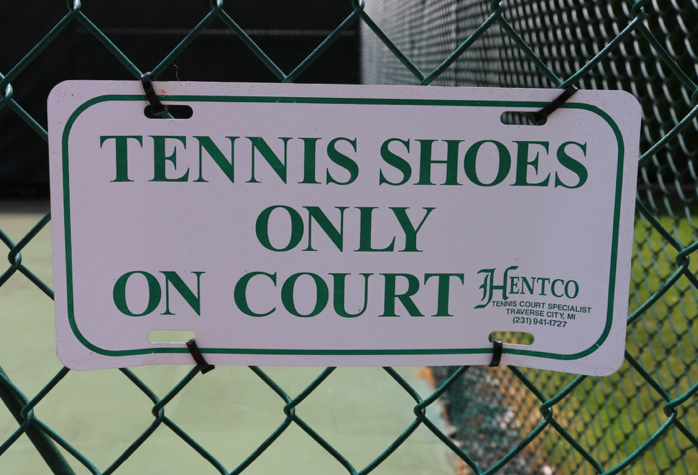 TENNIS SHOES
ONLY
ON COURT
HENTCO
TENNIS COURT SPECIALIST
TRAVERSE CITY, MI
(231) 941-1727